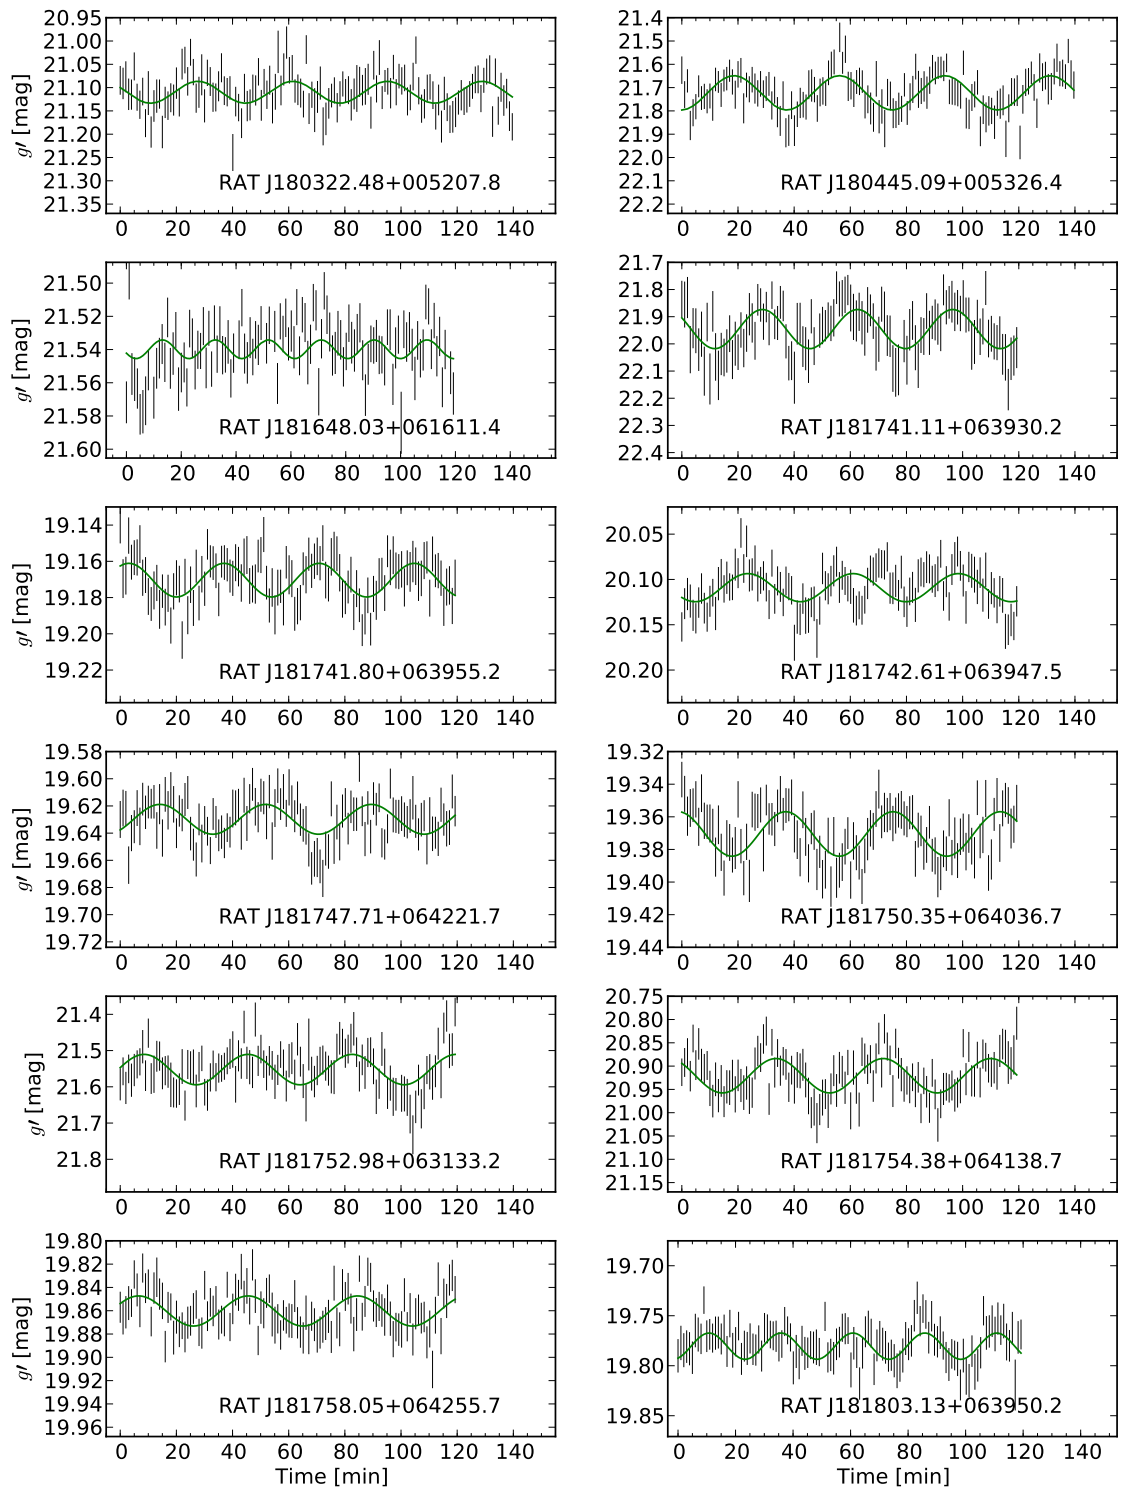 20.95
21.00
21.05
21.10
21.15
21.20
21.25
21.30
21.35
g′ [mag]
RAT J180322.48+005207.8
0 20 40 60 80 100 120 140
21.4
21.5
21.6
21.7
21.8
21.9
22.0
22.1
22.2
RAT J180445.09+005326.4
0 20 40 60 80 100 120 140
21.50
21.52
21.54
21.56
21.58
21.60
g′ [mag]
RAT J181648.03+061611.4
0 20 40 60 80 100 120 140
21.7
21.8
21.9
22.0
22.1
22.2
22.3
22.4
RAT J181741.11+063930.2
0 20 40 60 80 100 120 140
19.14
19.16
19.18
19.20
19.22
g′ [mag]
RAT J181741.80+063955.2
0 20 40 60 80 100 120 140
20.05
20.10
20.15
20.20
RAT J181742.61+063947.5
0 20 40 60 80 100 120 140
19.58
19.60
19.62
19.64
19.66
19.68
19.70
19.72
g′ [mag]
RAT J181747.71+064221.7
0 20 40 60 80 100 120 140
19.32
19.34
19.36
19.38
19.40
19.42
19.44
RAT J181750.35+064036.7
0 20 40 60 80 100 120 140
21.4
21.5
21.6
21.7
21.8
g′ [mag]
RAT J181752.98+063133.2
0 20 40 60 80 100 120 140
20.75
20.80
20.85
20.90
20.95
21.00
21.05
21.10
21.15
RAT J181754.38+064138.7
0 20 40 60 80 100 120 140
19.80
19.82
19.84
19.86
19.88
19.90
19.92
19.94
19.96
g′ [mag]
RAT J181758.05+064255.7
0 20 40 60 80 100 120 140
Time [min]
19.70
19.75
19.80
19.85
RAT J181803.13+063950.2
0 20 40 60 80 100 120 140
Time [min]